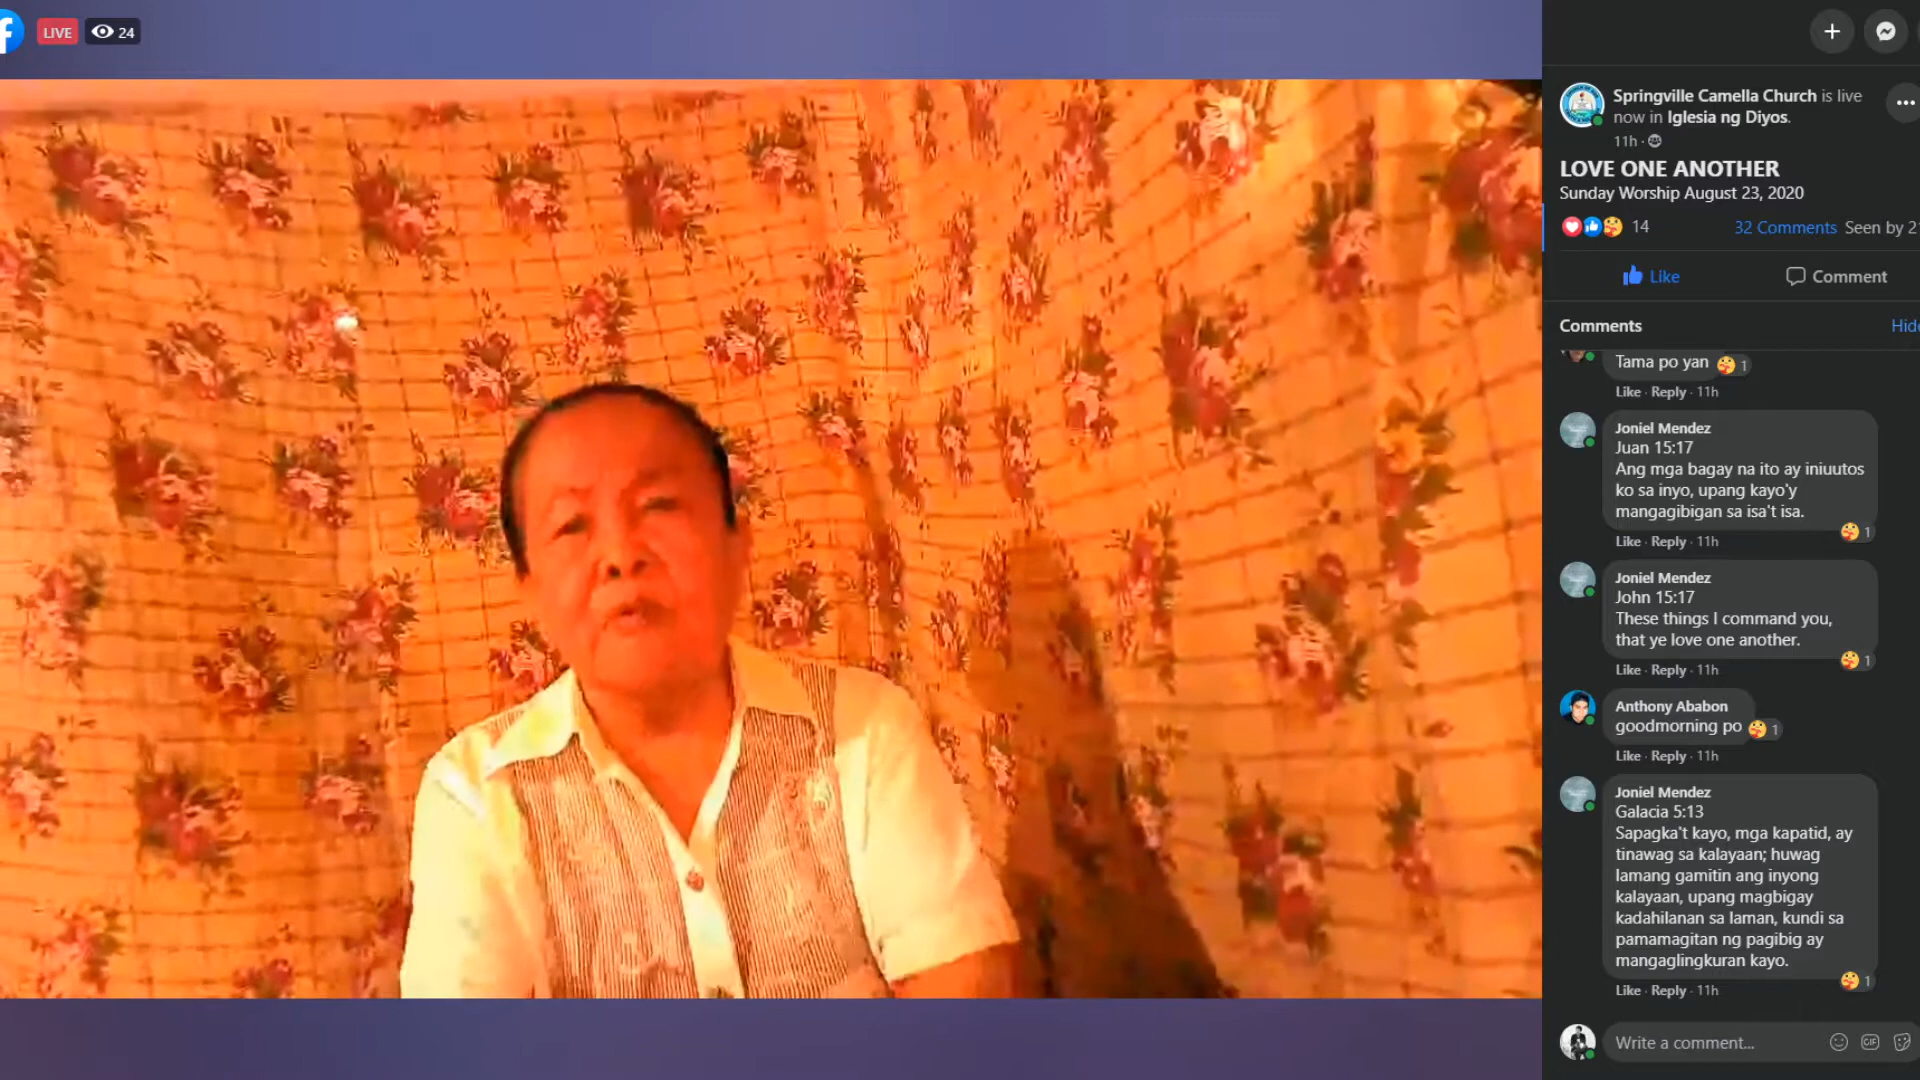 LIVE 24
Springville Camella Church is live
now in Iglesia ng Diyos.
11h ·
LOVE ONE ANOTHER
Sunday Worship August 23, 2020
14 32 Comments Seen by 2
Like Comment
Comments Hide
Tama po yan 1
Like · Reply · 11h
Joniel Mendez
Juan 15:17
Ang mga bagay na ito ay iniuutos
ko sa inyo, upang kayo'y
mangagibigan sa isa't isa.
1
Like · Reply · 11h
Joniel Mendez
John 15:17
These things I command you,
that ye love one another.
1
Like · Reply · 11h
Anthony Ababon
goodmorning po 1
Like · Reply · 11h
Joniel Mendez
Galacia 5:13
Sapagka't kayo, mga kapatid, ay
tinawag sa kalayaan; huwag
lamang gamitin ang inyong
kalayaan, upang magbigay
kadahilanan sa laman, kundi sa
pamamagitan ng pagibig ay
mangaglingkuran kayo.
1
Like · Reply · 11h
Write a comment... GIF